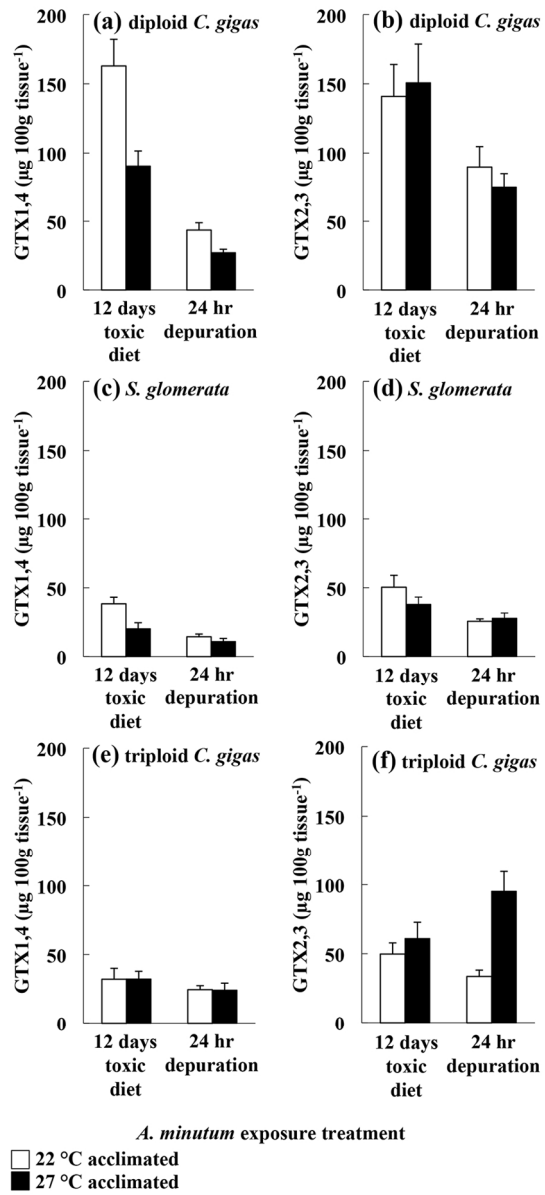 (a) diploid C. gigas
GTX1,4 (µg 100g tissue-1)
200
150
100
50
0
12 days
toxic
diet
24 hr
depuration
(b) diploid C. gigas
GTX2,3 (µg 100g tissue-1)
200
150
100
50
0
12 days
toxic
diet
24 hr
depuration
(c) S. glomerata
GTX1,4 (µg 100g tissue-1)
200
150
100
50
0
12 days
toxic
diet
24 hr
depuration
(d) S. glomerata
GTX2,3 (µg 100g tissue-1)
200
150
100
50
0
12 days
toxic
diet
24 hr
depuration
(e) triploid C. gigas
GTX1,4 (µg 100g tissue-1)
200
150
100
50
0
12 days
toxic
diet
24 hr
depuration
(f) triploid C. gigas
GTX2,3 (µg 100g tissue-1)
200
150
100
50
0
12 days
toxic
diet
24 hr
depuration
A. minutum exposure treatment
22 °C acclimated
27 °C acclimated